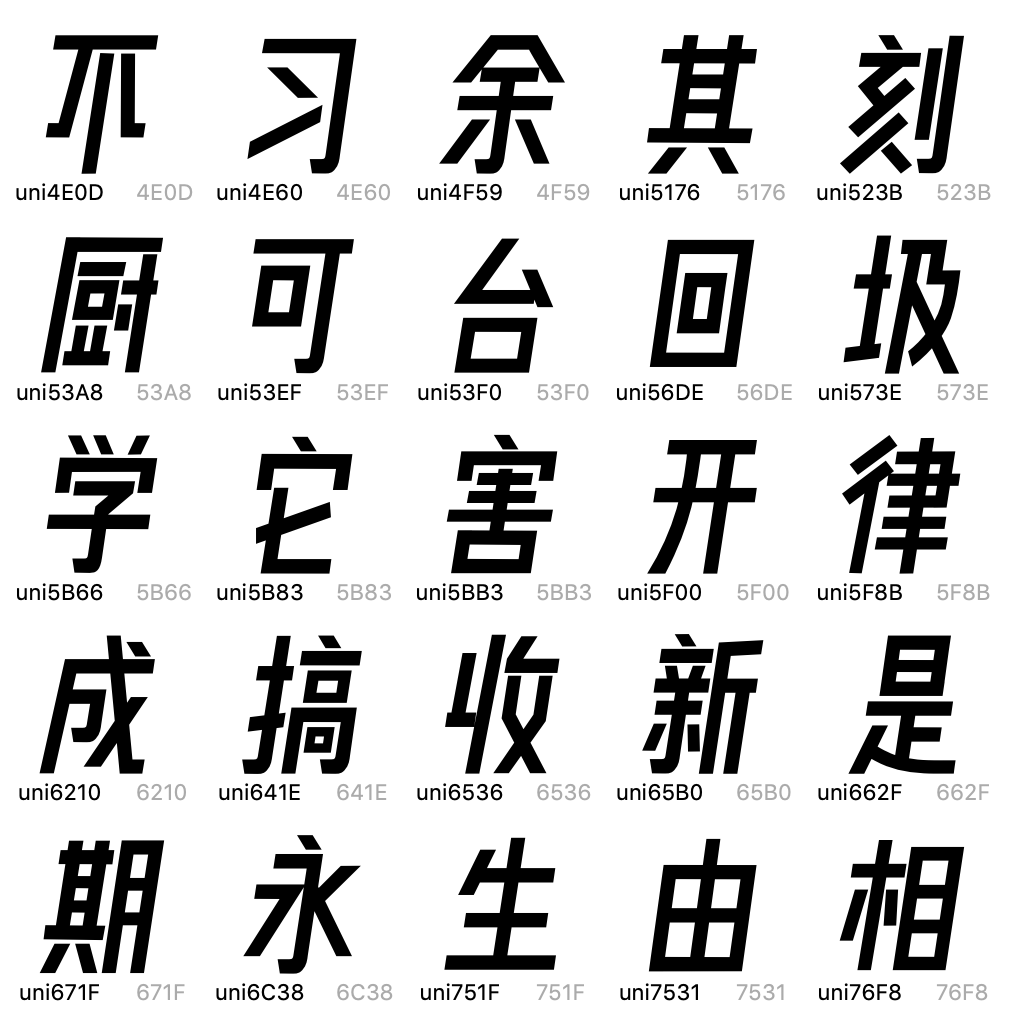 不 习 余 其 刻
uni4E0D 4E0D uni4E60 4E60 uni4F59 4F59 uni5176 5176 uni523B 523B
厨 可 台 回 圾
uni53A8 53A8 uni53EF 53EF uni53F0 53F0 uni56DE 56DE uni573E 573E
学 它 害 开 律
uni5B66 5B66 uni5B83 5B83 uni5BB3 5BB3 uni5F00 5F00 uni5F8B 5F8B
成 搞 收 新 是
uni6210 6210 uni641E 641E uni6536 6536 uni65B0 65B0 uni662F 662F
期 永 生 由 相
uni671F 671F uni6C38 6C38 uni751F 751F uni7531 7531 uni76F8 76F8